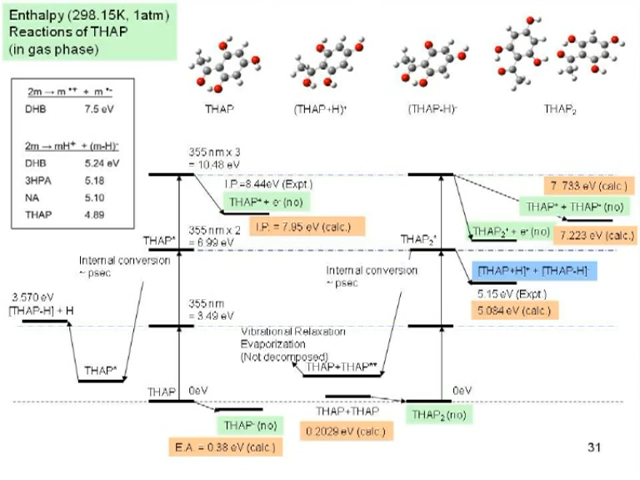 Enthalpy (298.15K, 1atm)
Reactions of THAP
(in gas phase)
2m → m •+ + m •-
DHB 7.5 eV
2m → mH+ + (m-H)-
DHB 5.24 eV
3HPA 5.18
NA 5.10
THAP 4.89
THAP
(THAP+H)+
(THAP-H)-
THAP2
355 nm x 3
= 10.48 eV
I.P.=8.44eV (Expt.)
THAP+ + e- (no)
I.P. = 7.95 eV (calc.)
7.733 eV (calc.)
THAP+ + THAP- (no)
THAP2+ + e- (no)
7.223 eV (calc.)
THAP*
355 nm x 2
= 6.99 eV
THAP2*
Internal conversion
~ psec
Internal conversion
~ psec
[THAP+H]+ + [THAP-H]-
5.15 eV (Expt.)
5.084 eV (calc.)
3.570 eV
[THAP-H] + H
355 nm
= 3.49 eV
Vibrational Relaxation
Evaporization
(Not decomposed)
THAP*
THAP+THAP**
THAP
0eV
THAP- (no)
E.A. = 0.38 eV (calc.)
THAP+THAP
0.2029 eV (calc.)
0eV
THAP2 (no)
31